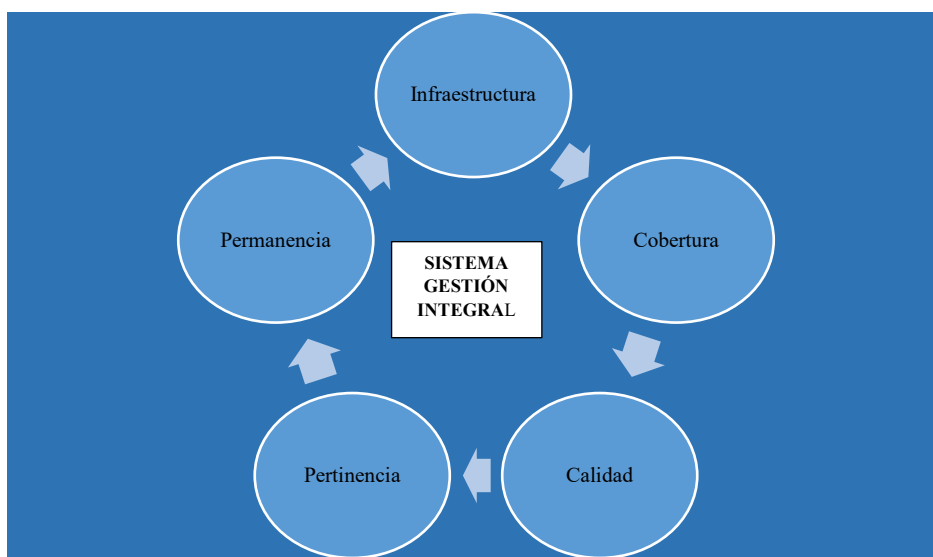 Infraestructura
Permanencia
Cobertura
SISTEMA
GESTIÓN
INTEGRAL
Pertinencia
Calidad